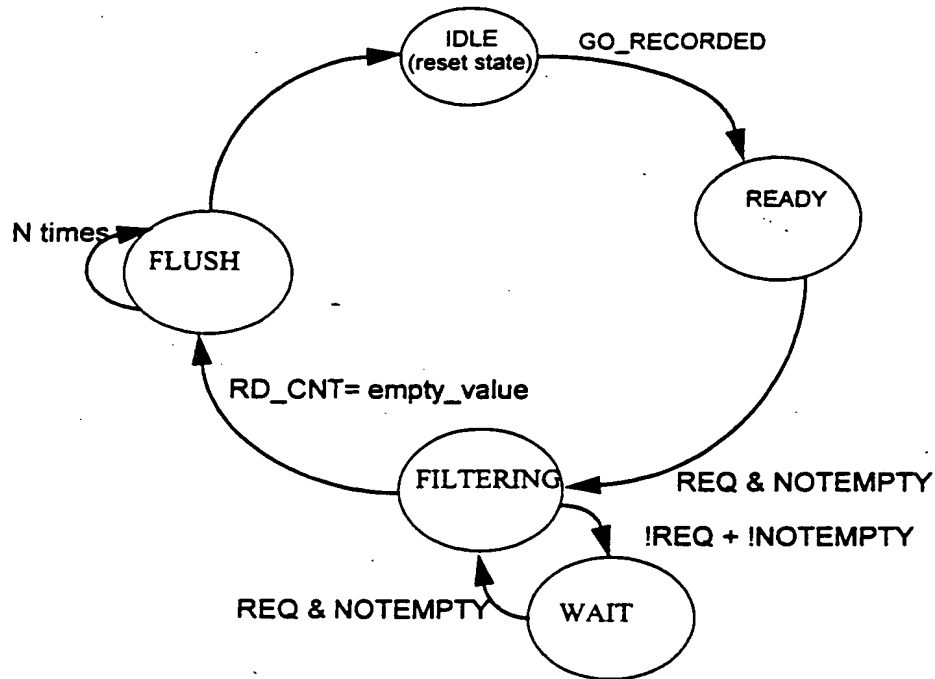 IDLE
(reset state)
GO_RECORDED
READY
N times
FLUSH
RD_CNT= empty_value
FILTERING
REQ & NOTEMPTY
!REQ + !NOTEMPTY
REQ & NOTEMPTY
WAIT